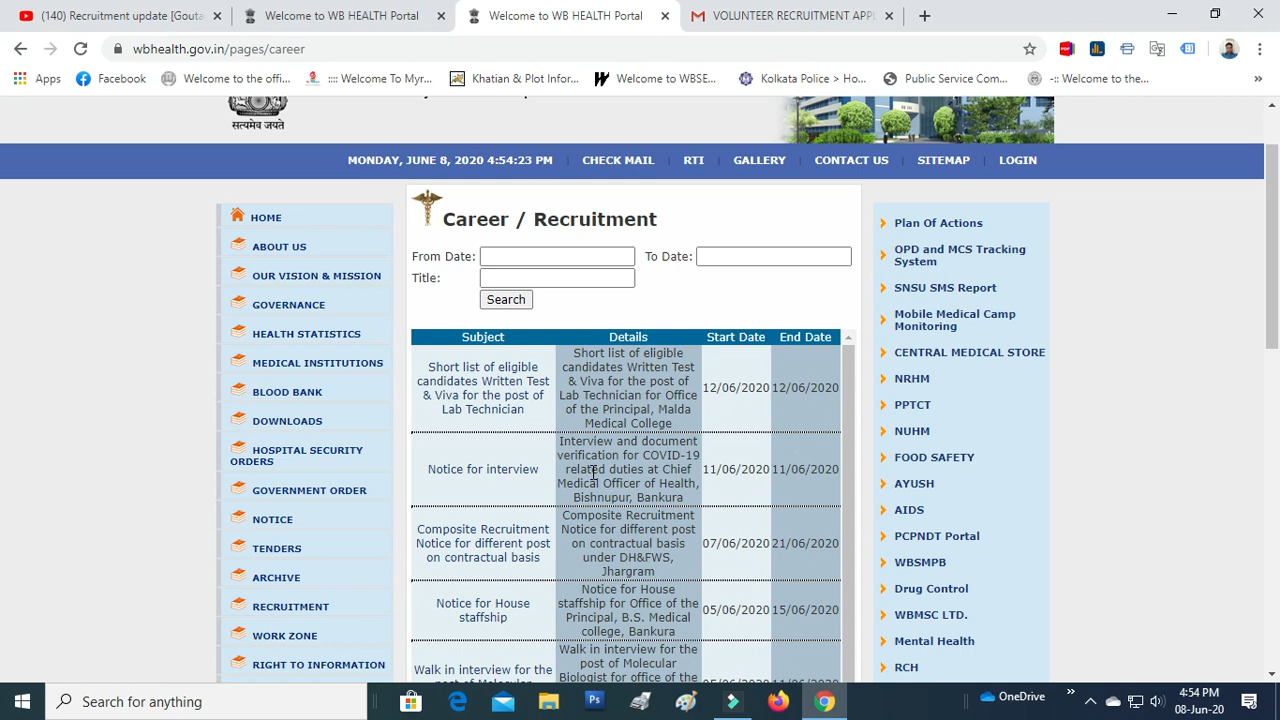 (140) Recruitment update [Gouta
Welcome to WB HEALTH Portal
Welcome to WB HEALTH Portal
VOLUNTEER RECRUITMENT APPL
wbhealth.gov.in/pages/career
Apps
Facebook
Welcome to the offi...
:::: Welcome To Myr...
Khatian & Plot Infor...
Welcome to WBSE...
Kolkata Police > Ho...
Public Service Com...
-:: Welcome to the...
सत्यमेव जयते
MONDAY, JUNE 8, 2020 4:54:23 PM
CHECK MAIL
RTI
GALLERY
CONTACT US
SITEMAP
LOGIN
HOME
ABOUT US
OUR VISION & MISSION
GOVERNANCE
HEALTH STATISTICS
MEDICAL INSTITUTIONS
BLOOD BANK
DOWNLOADS
HOSPITAL SECURITY
ORDERS
GOVERNMENT ORDER
NOTICE
TENDERS
ARCHIVE
RECRUITMENT
WORK ZONE
RIGHT TO INFORMATION
Career / Recruitment
From Date:
To Date:
Title:
Search
Subject Details Start Date End Date
Short list of eligible
candidates Written Test
& Viva for the post of
Lab Technician
Short list of eligible
candidates Written Test
& Viva for the post of
Lab Technician for Office
of the Principal, Malda
Medical College
12/06/2020
12/06/2020
Notice for interview
Interview and document
verification for COVID-19
related duties at Chief
Medical Officer of Health,
Bishnupur, Bankura
11/06/2020
11/06/2020
Composite Recruitment
Notice for different post
on contractual basis
Composite Recruitment
Notice for different post
on contractual basis
under DH&FWS,
Jhargram
07/06/2020
21/06/2020
Notice for House
staffship
Notice for House
staffship for Office of the
Principal, B.S. Medical
college, Bankura
05/06/2020
15/06/2020
Walk in interview for the
post of Molecular
Walk in interview for the
post of Molecular
Biologist for office of the
05/06/2020
11/06/2020
Plan Of Actions
OPD and MCS Tracking
System
SNSU SMS Report
Mobile Medical Camp
Monitoring
CENTRAL MEDICAL STORE
NRHM
PPTCT
NUHM
FOOD SAFETY
AYUSH
AIDS
PCPNDT Portal
WBSMPB
Drug Control
WBMSC LTD.
Mental Health
RCH
Search for anything
OneDrive
4:54 PM
08-Jun-20